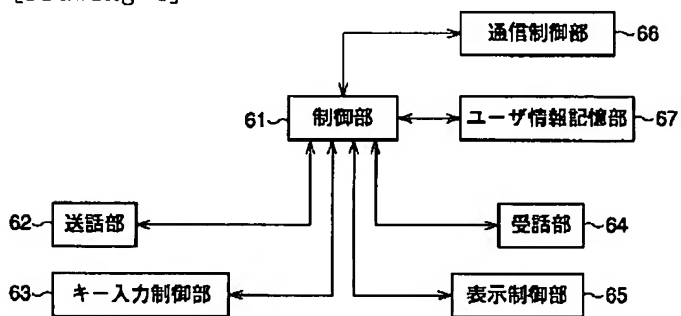 通信制御部 66
61 制御部 ユーザ情報記憶部 67
62 送話部 受話部 64
63 キー入力制御部 表示制御部 65